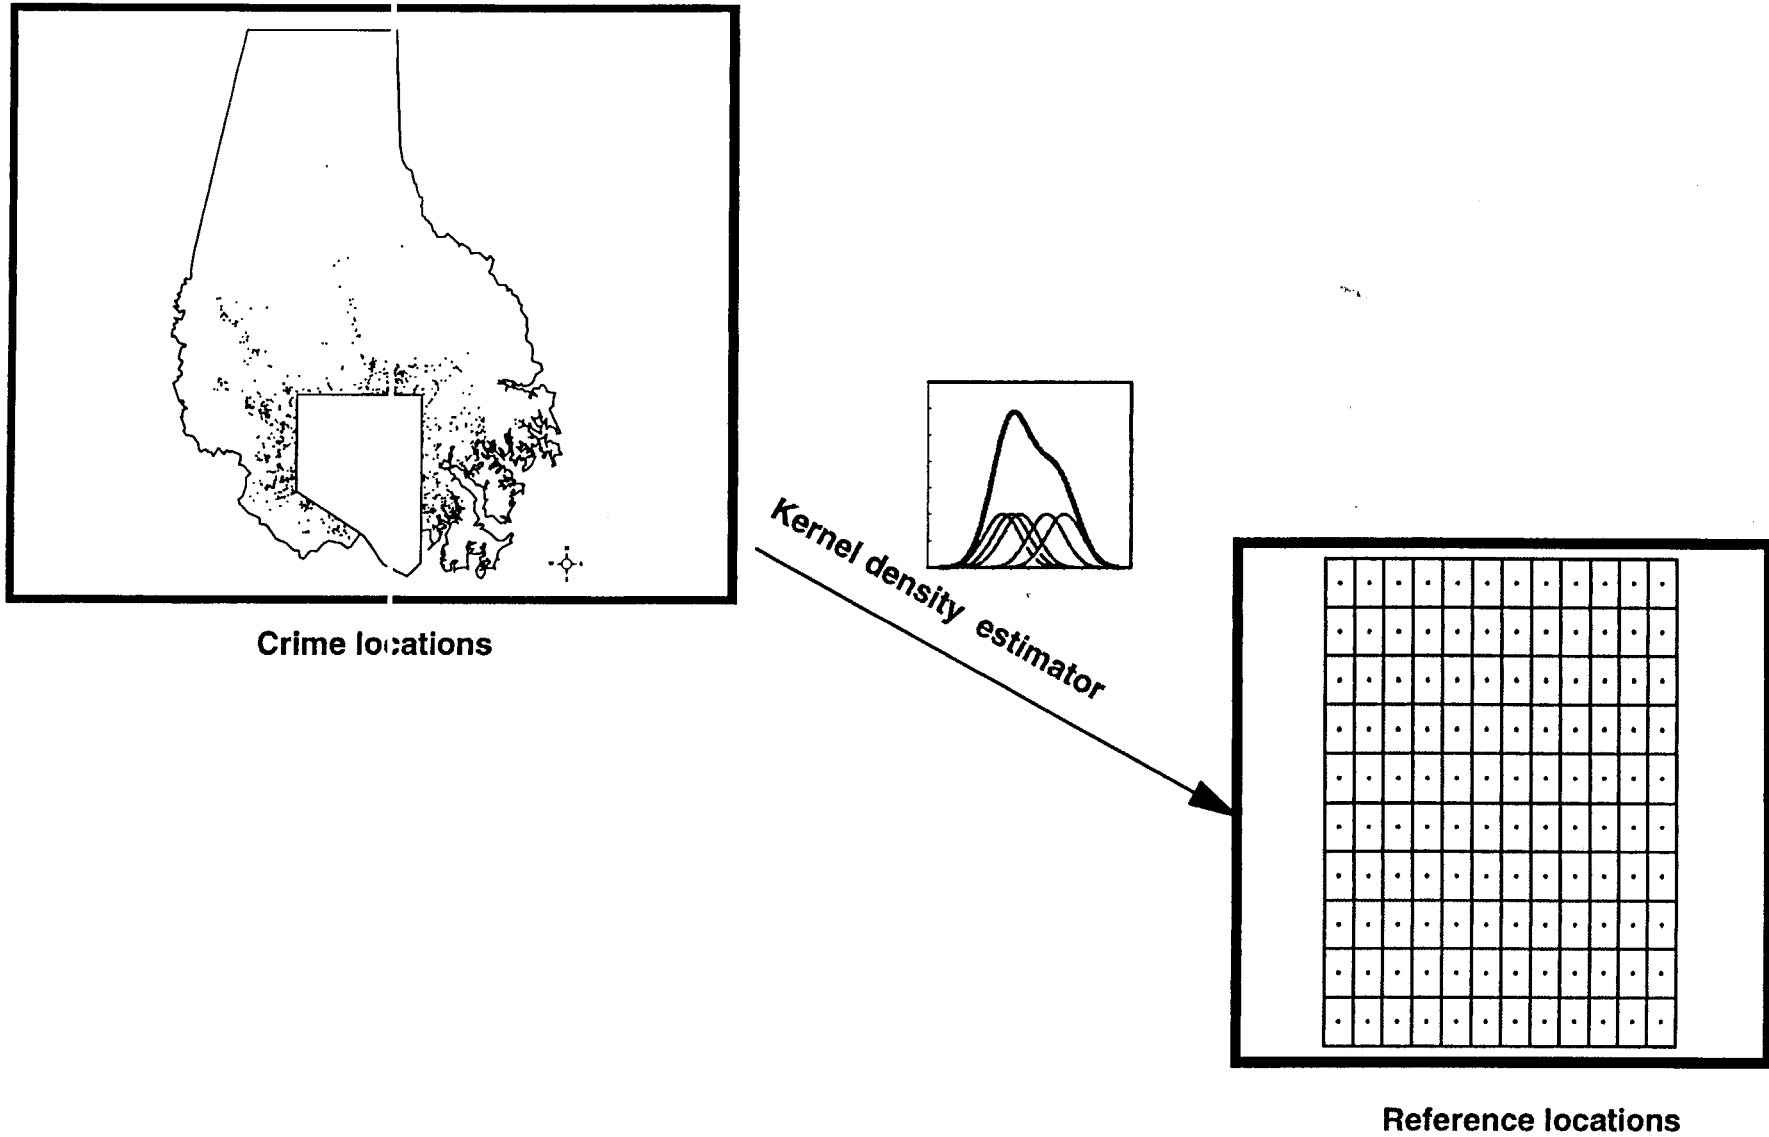 Crime locations
Kernel density estimator
Reference locations